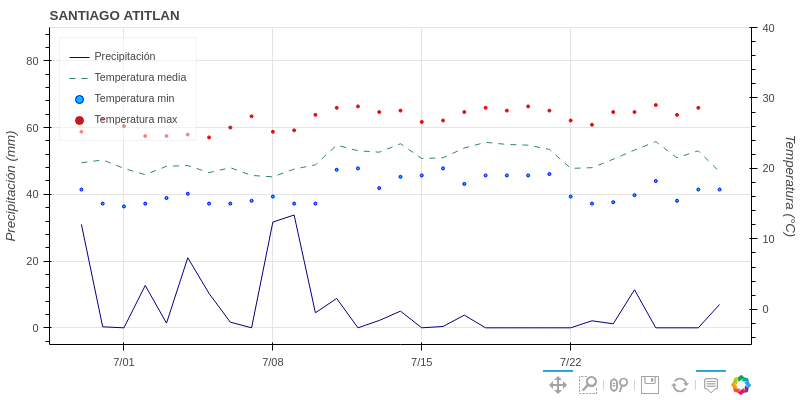 SANTIAGO ATITLAN
Precipitación
Temperatura media
Temperatura min
Temperatura max
Precipitación (mm)
80
60
40
20
0
40
30
20
10
0
Temperatura (°C)
7/01
7/08
7/15
7/22